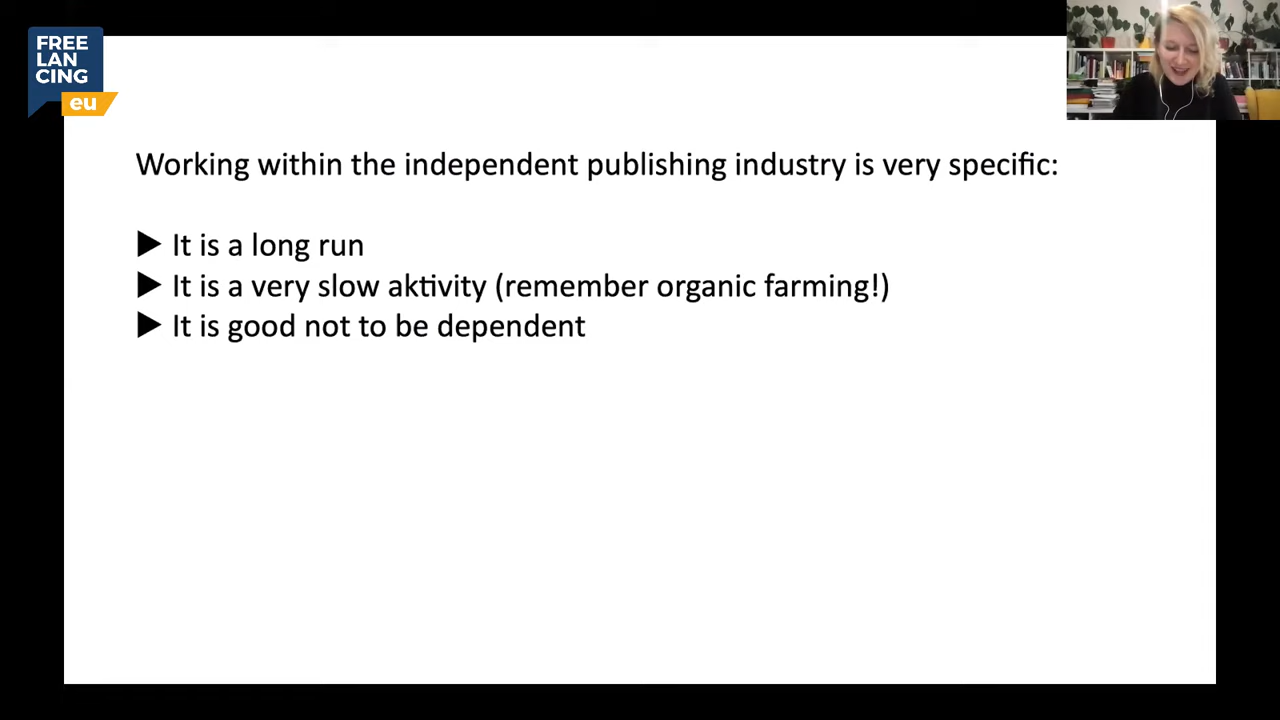 FREE
LAN
CING
eu
Working within the independent publishing industry is very specific:
▶ It is a long run
▶ It is a very slow aktivity (remember organic farming!)
▶ It is good not to be dependent